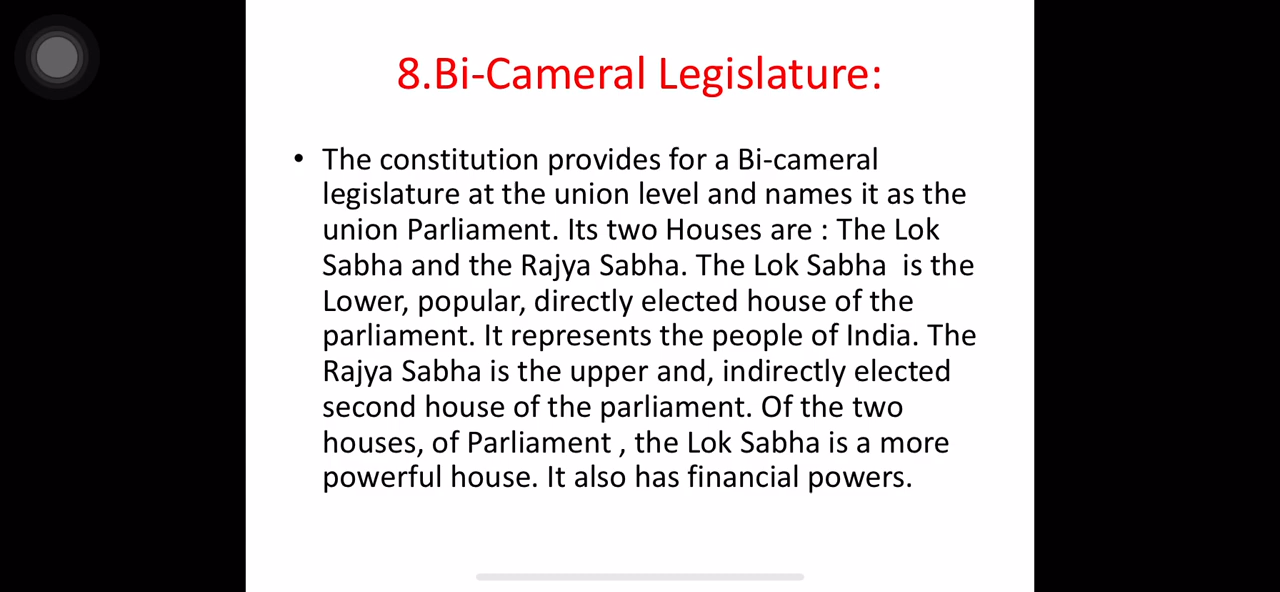 8.Bi-Cameral Legislature:
• The constitution provides for a Bi-cameral
legislature at the union level and names it as the
union Parliament. Its two Houses are : The Lok
Sabha and the Rajya Sabha. The Lok Sabha  is the
Lower, popular, directly elected house of the
parliament. It represents the people of India. The
Rajya Sabha is the upper and, indirectly elected
second house of the parliament. Of the two
houses, of Parliament , the Lok Sabha is a more
powerful house. It also has financial powers.